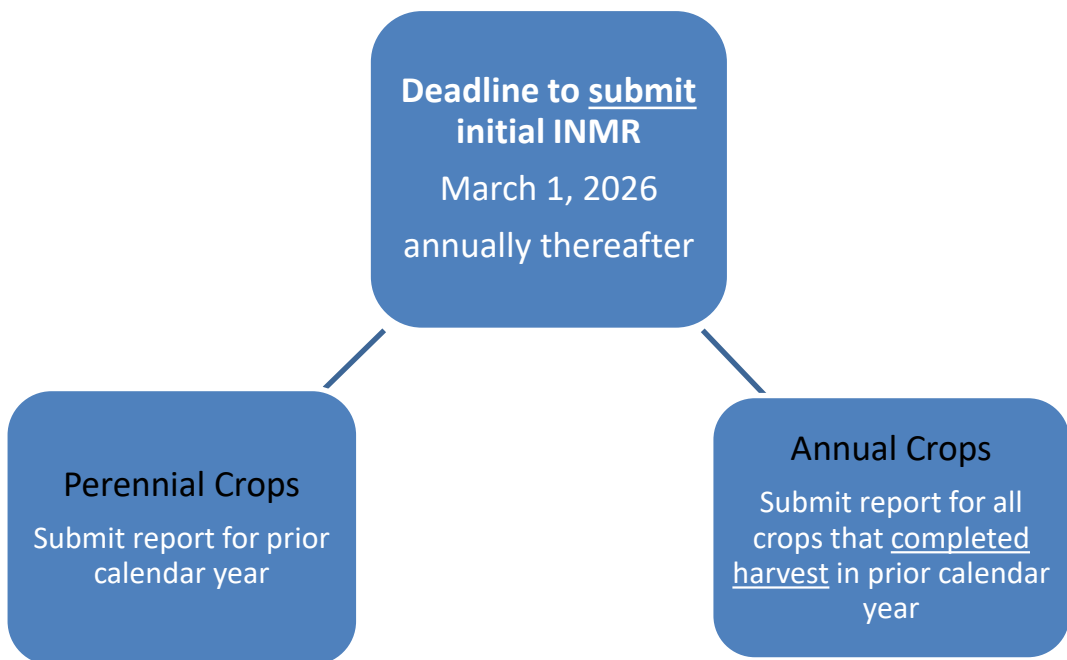 Deadline to submit
initial INMR
March 1, 2026
annually thereafter
Perennial Crops
Submit report for prior
calendar year
Annual Crops
Submit report for all
crops that completed
harvest in prior calendar
year